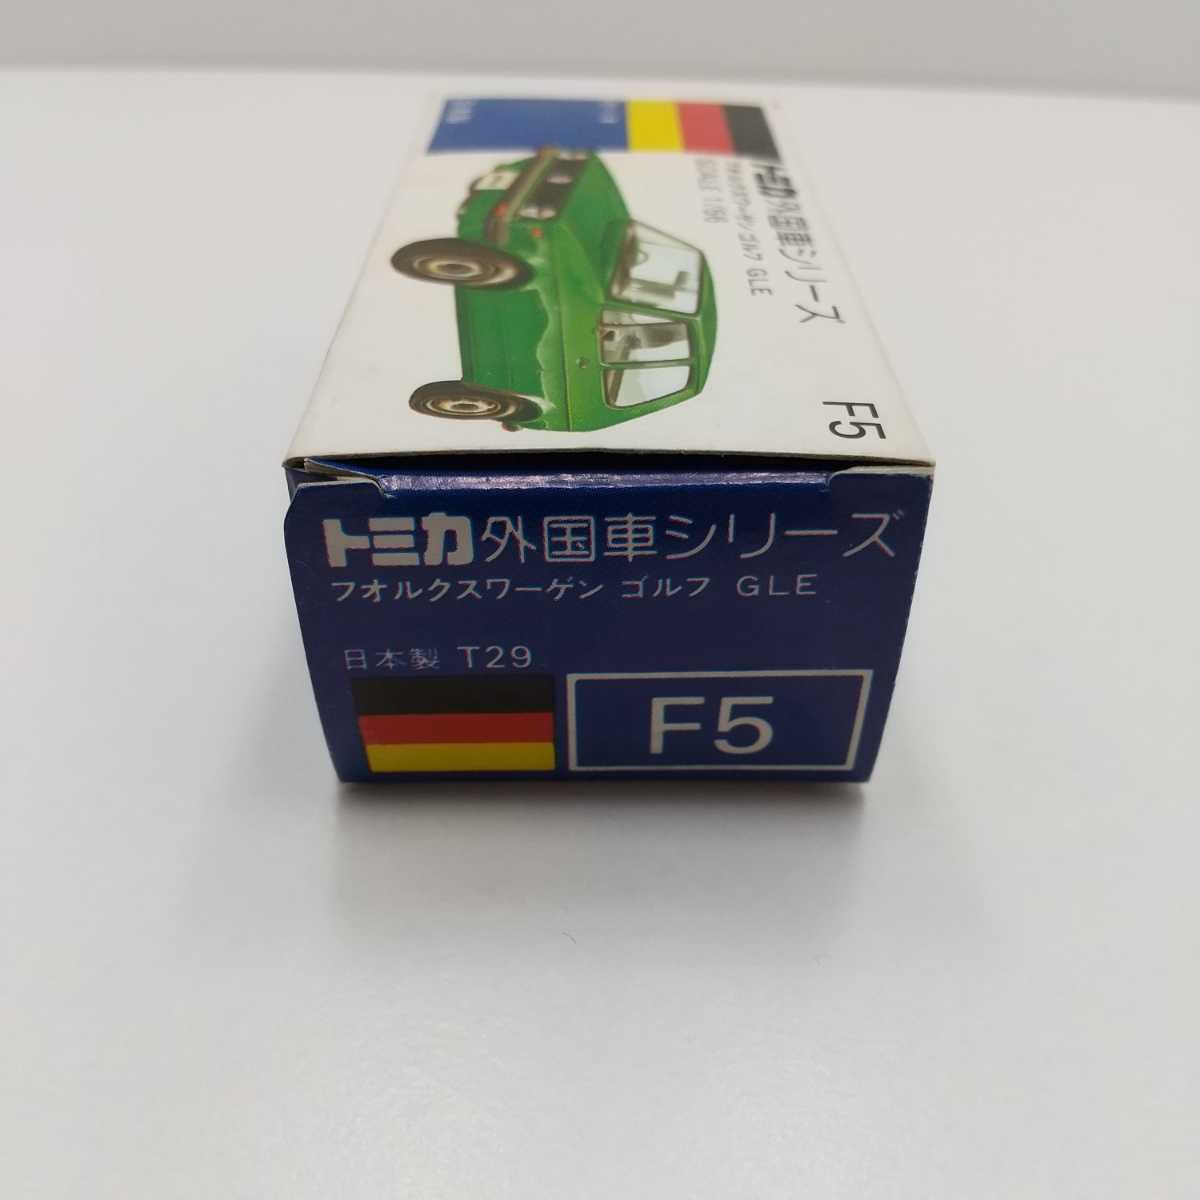 トミカ外国車シリーズ
フオルクスワーゲン ゴルフ GLE
SCALE 1/56
F5
トミカ外国車シリーズ
フオルクスワーゲン ゴルフ GLE
日本製 T29
F5